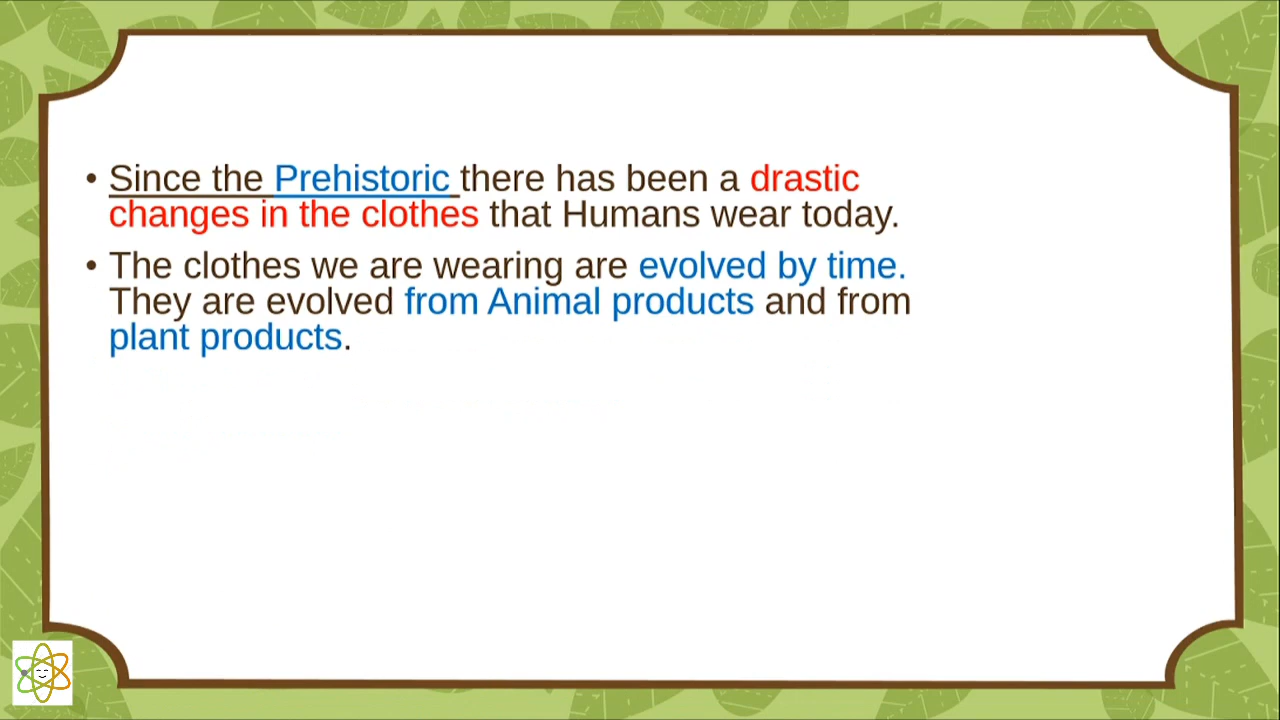 • Since the Prehistoric there has been a drastic
changes in the clothes that Humans wear today.
• The clothes we are wearing are evolved by time.
They are evolved from Animal products and from
plant products.